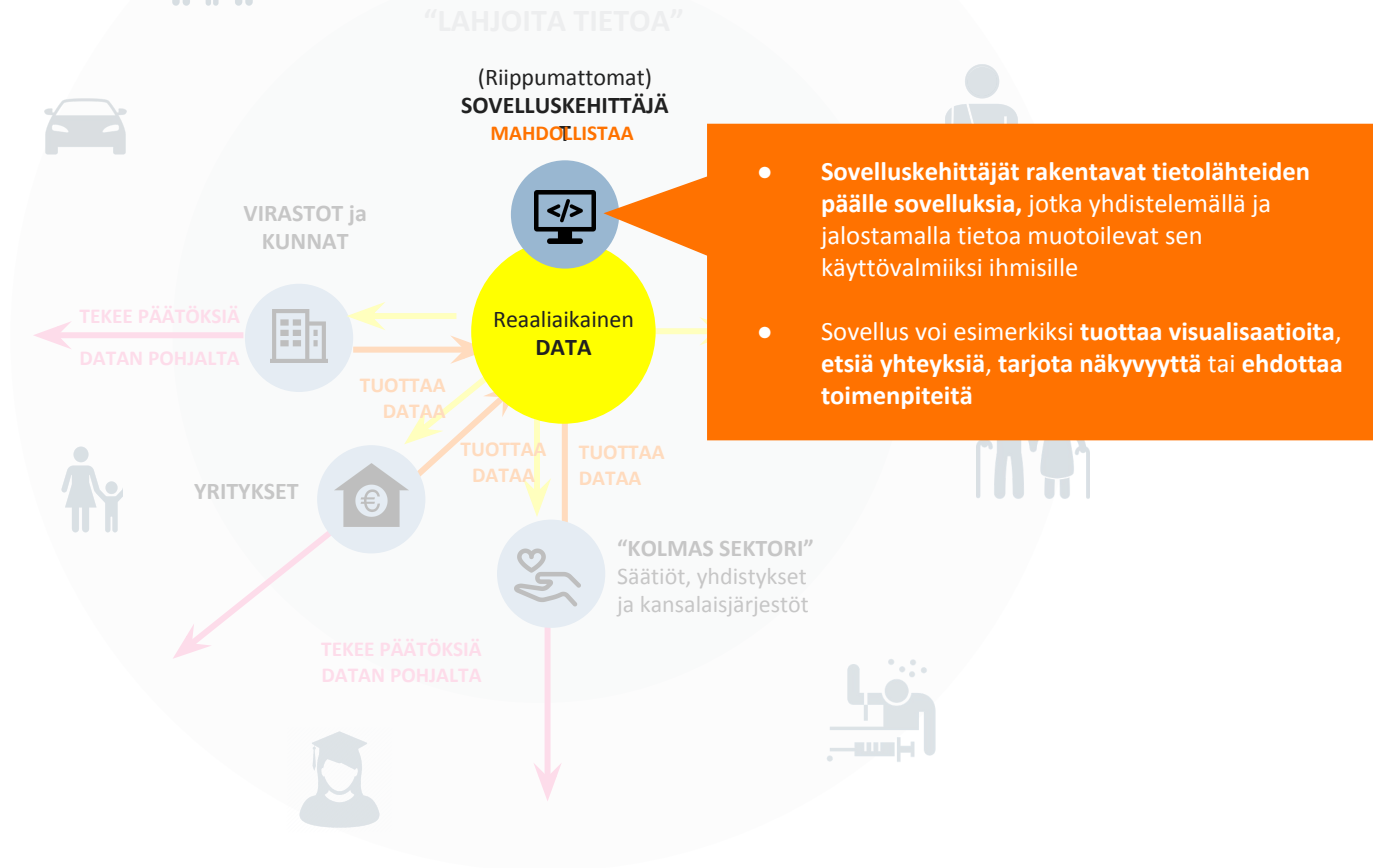 “LAHJOITA TIETOA”
(Riippumattomat)
SOVELLUSKEHITTÄJÄ
T
MAHDOLLISTAA
</>
● Sovelluskehittäjät rakentavat tietolähteiden
päälle sovelluksia, jotka yhdistelemällä ja
jalostamalla tietoa muotoilevat sen
käyttövalmiiksi ihmisille
● Sovellus voi esimerkiksi tuottaa visualisaatioita,
etsiä yhteyksiä, tarjota näkyvyyttä tai ehdottaa
toimenpiteitä
VIRASTOT ja
KUNNAT
TEKEE PÄÄTÖKSIÄ
DATAN POHJALTA
Reaaliaikainen
DATA
TUOTTAA
DATAA
TUOTTAA
DATAA
TUOTTAA
DATAA
YRITYKSET
€
“KOLMAS SEKTORI”
Säätiöt, yhdistykset
ja kansalaisjärjestöt
TEKEE PÄÄTÖKSIÄ
DATAN POHJALTA